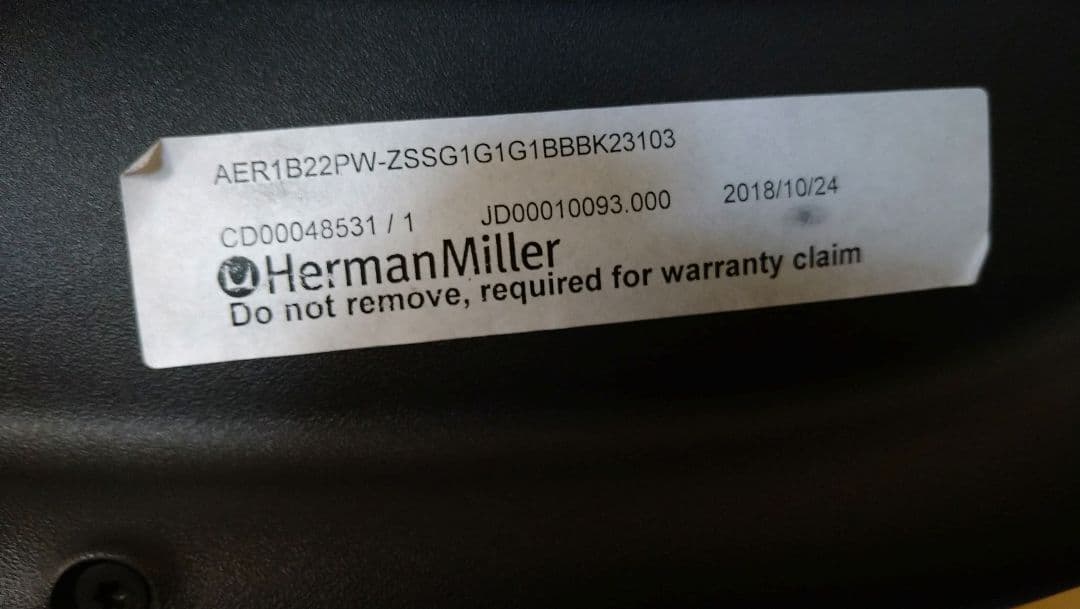 AER1B22PW-ZSSG1G1G1BBBK23103
CD00048531 / 1 JD00010093.000 2018/10/24
HermanMiller
Do not remove, required for warranty claim